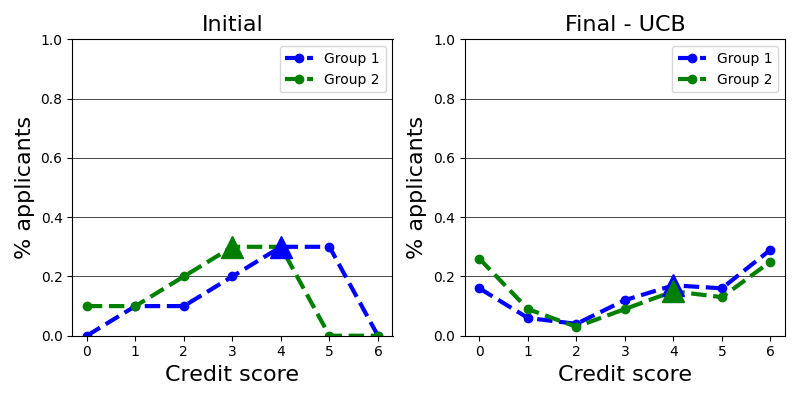 Initial
% applicants
1.0
0.8
0.6
0.4
0.2
0.0
Group 1
Group 2
0 1 2 3 4 5 6
Credit score
Final - UCB
% applicants
1.0
0.8
0.6
0.4
0.2
0.0
Group 1
Group 2
0 1 2 3 4 5 6
Credit score